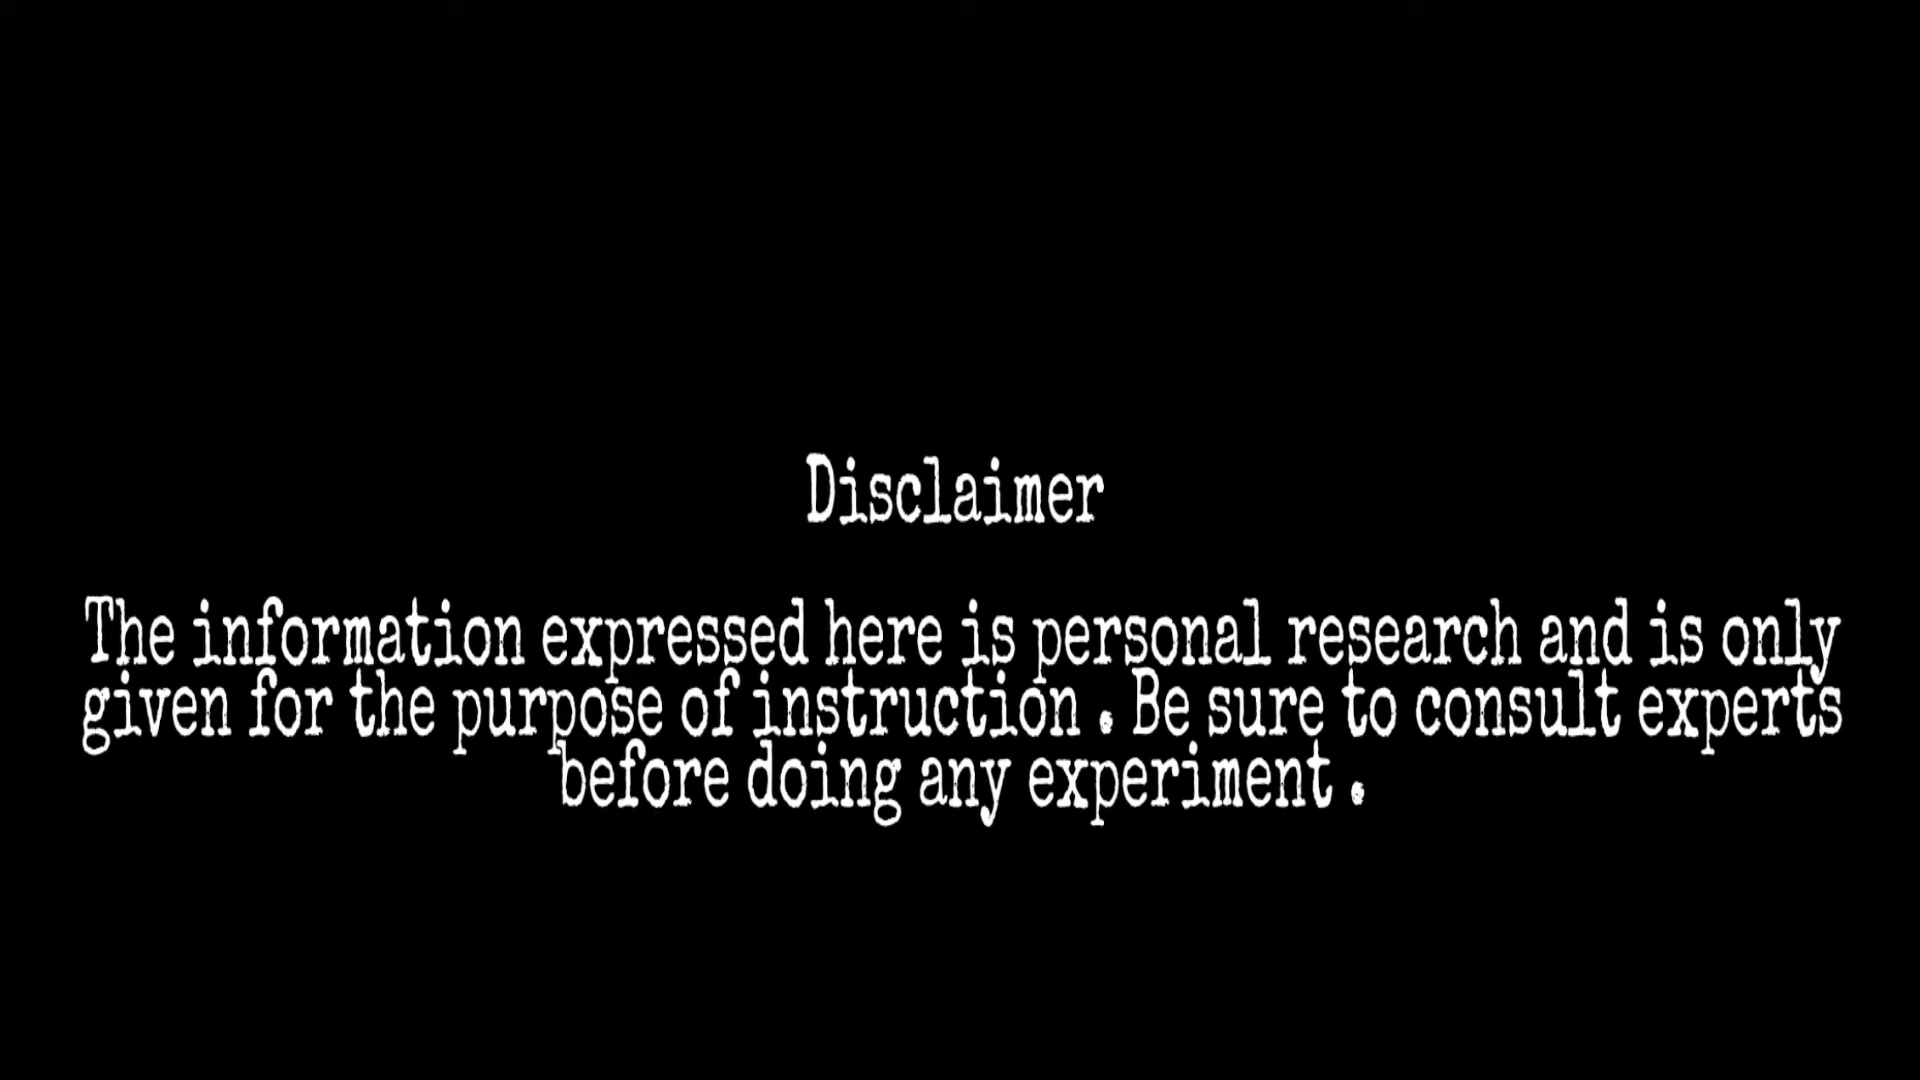 Disclaimer
The information expressed here is personal research and is only
given for the purpose of instruction . Be sure to consult experts
before doing any experiment .